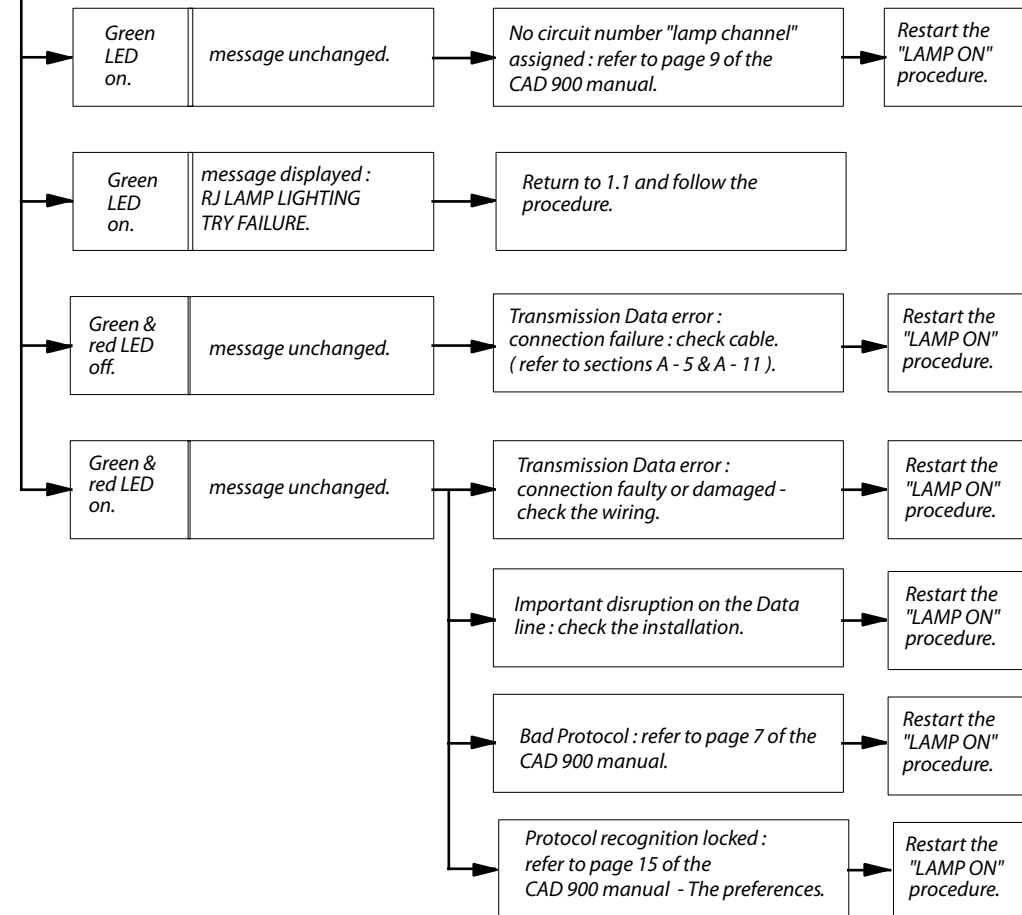 Green
LED
on.
message unchanged.
No circuit number "lamp channel"
assigned : refer to page 9 of the
CAD 900 manual.
Restart the
"LAMP ON"
procedure.
Green
LED
on.
message displayed :
RJ LAMP LIGHTING
TRY FAILURE.
Return to 1.1 and follow the
procedure.
Green &
red LED
off.
message unchanged.
Transmission Data error :
connection failure : check cable.
( refer to sections A - 5 & A - 11 ).
Restart the
"LAMP ON"
procedure.
Green &
red LED
on.
message unchanged.
Transmission Data error :
connection faulty or damaged -
check the wiring.
Restart the
"LAMP ON"
procedure.
Important disruption on the Data
line : check the installation.
Restart the
"LAMP ON"
procedure.
Bad Protocol : refer to page 7 of the
CAD 900 manual.
Restart the
"LAMP ON"
procedure.
Protocol recognition locked :
refer to page 15 of the
CAD 900 manual  - The preferences.
Restart the
"LAMP ON"
procedure.